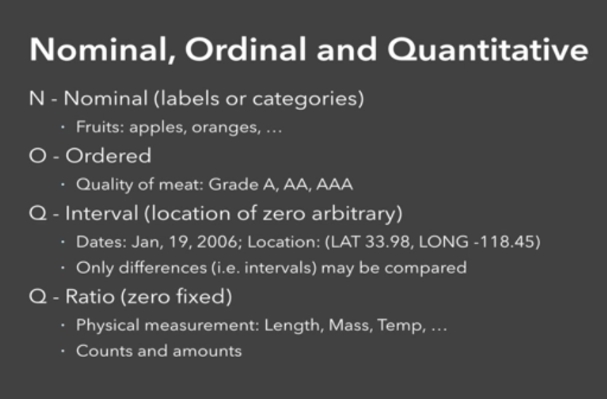 Nominal, Ordinal and Quantitative
N - Nominal (labels or categories)
· Fruits: apples, oranges, …
O - Ordered
· Quality of meat: Grade A, AA, AAA
Q - Interval (location of zero arbitrary)
· Dates: Jan, 19, 2006; Location: (LAT 33.98, LONG -118.45)
· Only differences (i.e. intervals) may be compared
Q - Ratio (zero fixed)
· Physical measurement: Length, Mass, Temp, …
· Counts and amounts